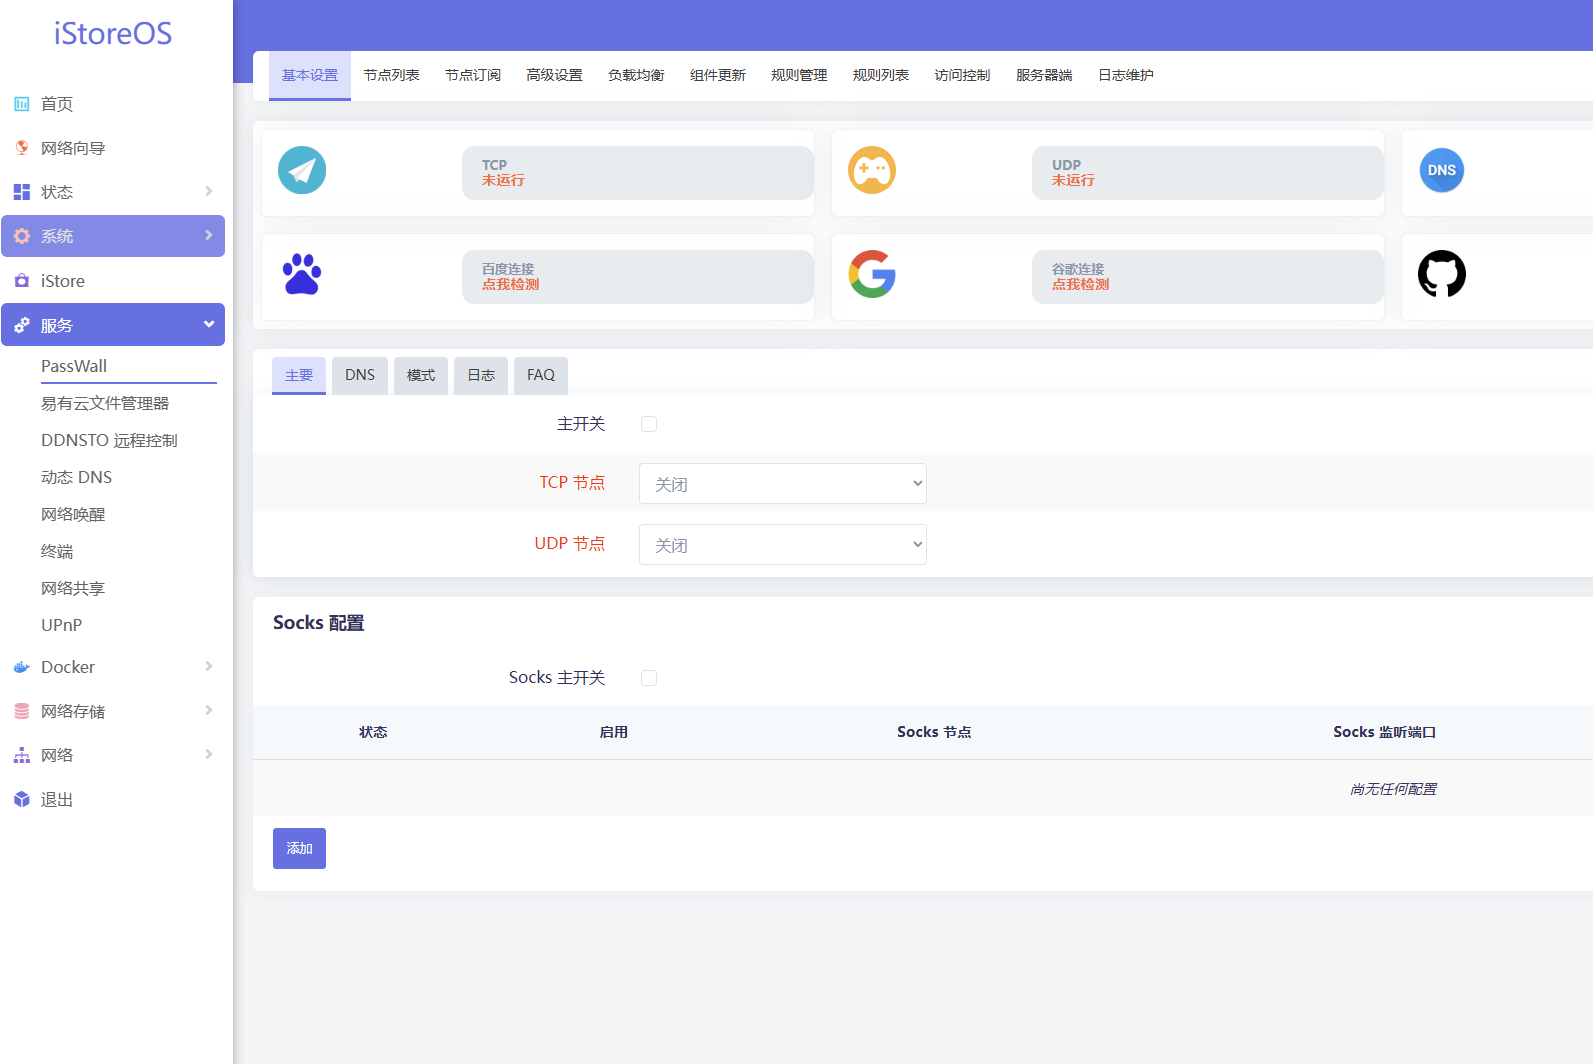 iStoreOS
首页
网络向导
状态
系统
iStore
服务
PassWall
易有云文件管理器
DDNSTO 远程控制
动态 DNS
网络唤醒
终端
网络共享
UPnP
Docker
网络存储
网络
退出
基本设置 节点列表 节点订阅 高级设置 负载均衡 组件更新 规则管理 规则列表 访问控制 服务器端 日志维护
TCP
未运行
UDP
未运行
DNS
百度连接
点我检测
谷歌连接
点我检测
主要 DNS 模式 日志 FAQ
主开关
TCP 节点 关闭
UDP 节点 关闭
Socks 配置
Socks 主开关
状态 启用 Socks 节点 Socks 监听端口
尚无任何配置
添加